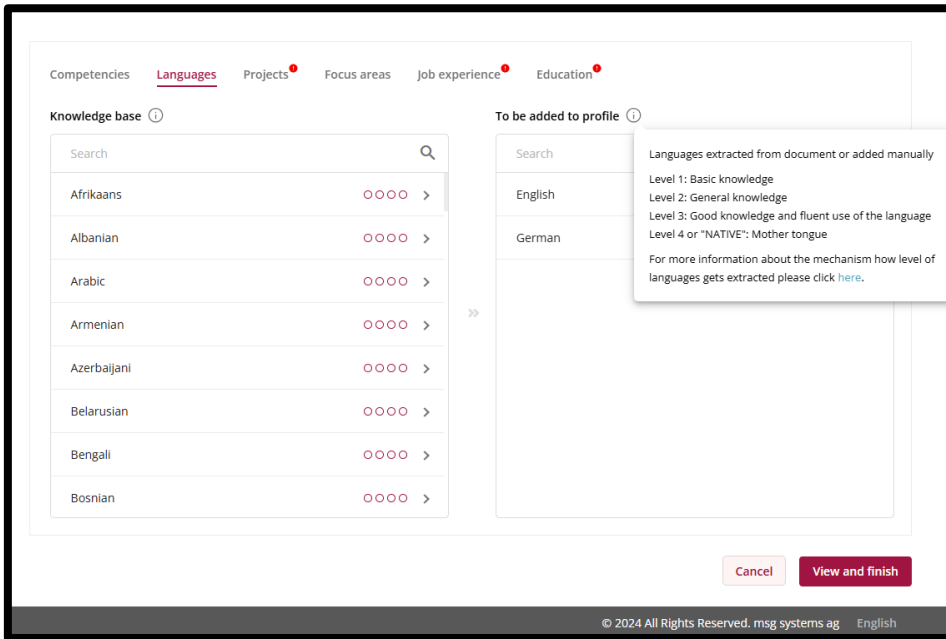 Competencies Languages Projects Focus areas Job experience Education
Knowledge base
Search
Afrikaans
Albanian
Arabic
Armenian
Azerbaijani
Belarusian
Bengali
Bosnian
To be added to profile
Search
English
German
Languages extracted from document or added manually
Level 1: Basic knowledge
Level 2: General knowledge
Level 3: Good knowledge and fluent use of the language
Level 4 or "NATIVE": Mother tongue
For more information about the mechanism how level of
languages gets extracted please click here.
Cancel View and finish
© 2024 All Rights Reserved. msg systems ag English